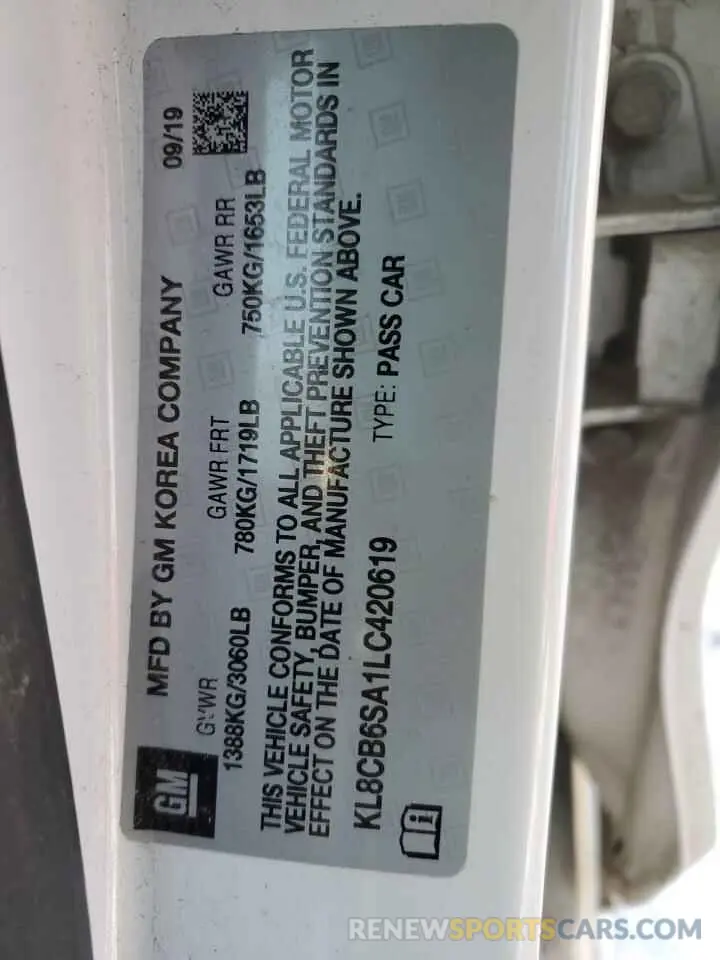 GM
MFD BY GM KOREA COMPANY 09/19
GVWR GAWR FRT GAWR RR
1388KG/3060LB 780KG/1719LB 750KG/1653LB
THIS VEHICLE CONFORMS TO ALL APPLICABLE U.S. FEDERAL MOTOR
VEHICLE SAFETY, BUMPER, AND THEFT PREVENTION STANDARDS IN
EFFECT ON THE DATE OF MANUFACTURE SHOWN ABOVE.
KL8CB6SA1LC420619 TYPE: PASS CAR
RENEWSPORTSCARS.COM